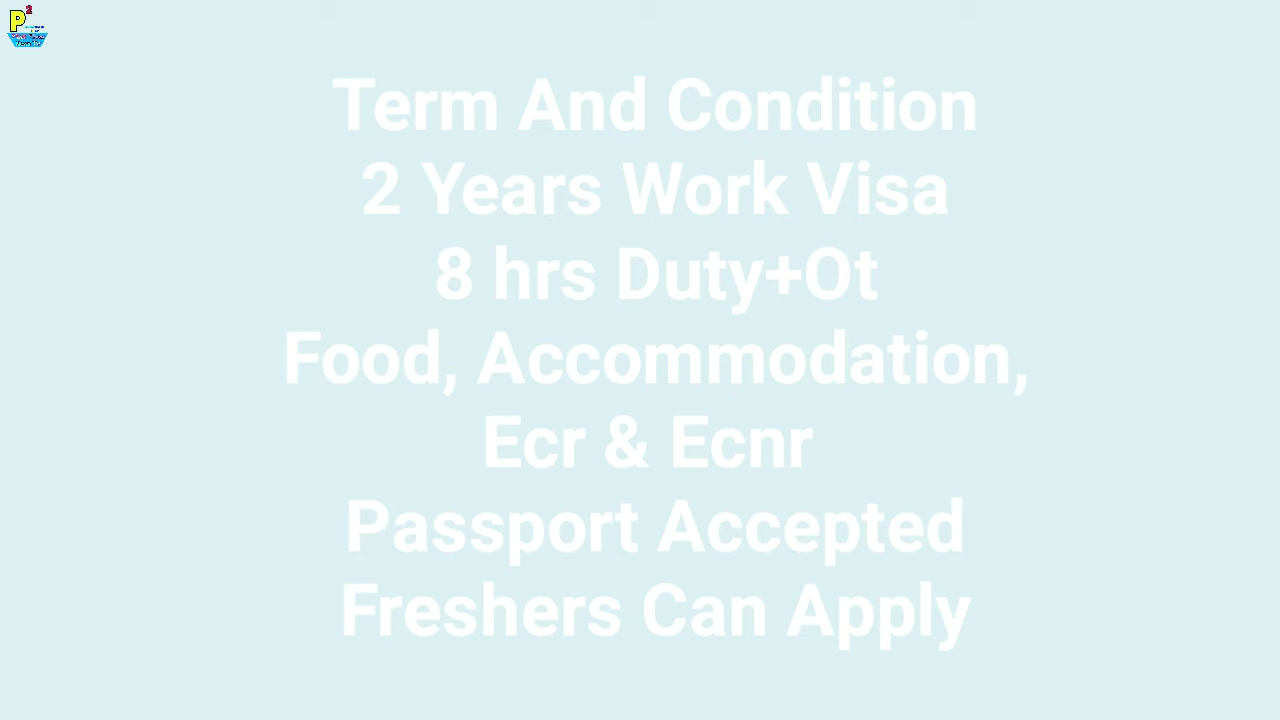 P²
Term And Condition
2 Years Work Visa
8 hrs Duty+Ot
Food, Accommodation,
Ecr & Ecnr
Passport Accepted
Freshers Can Apply